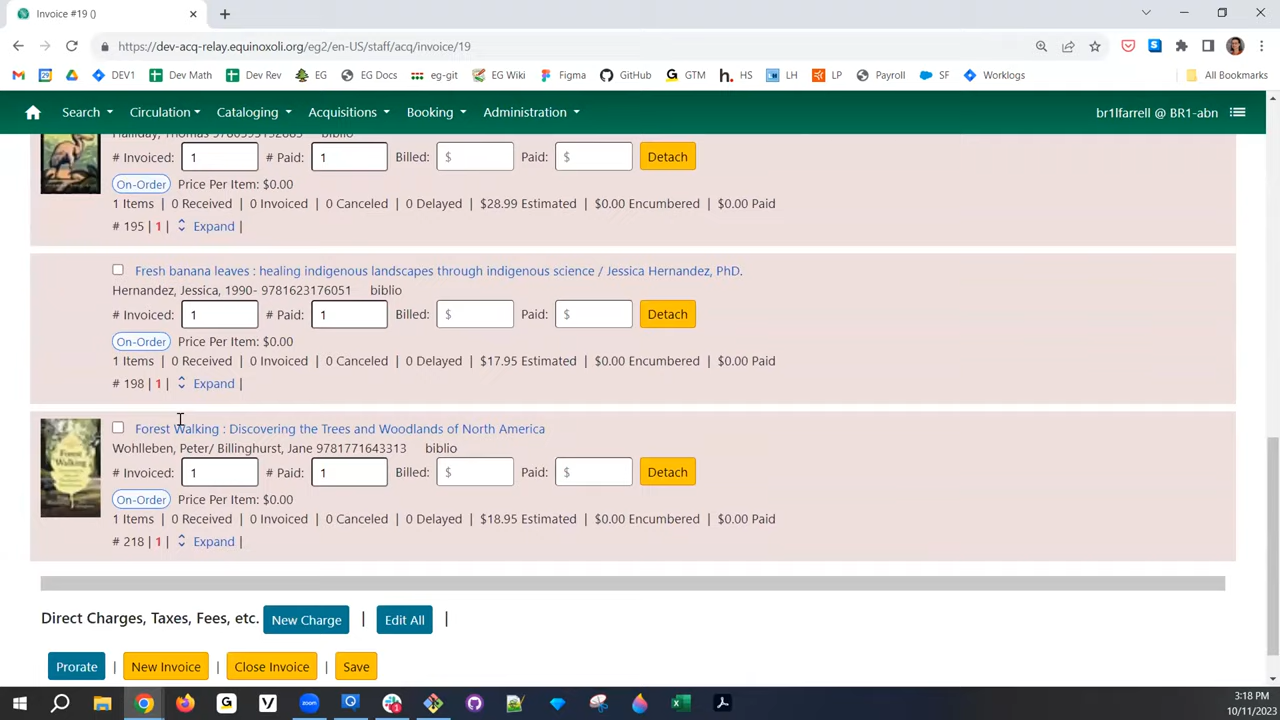 Invoice #19 ()
https://dev-acq-relay.equinoxoli.org/eg2/en-US/staff/acq/invoice/19
DEV1 Dev Math Dev Rev EG EG Docs eg-git EG Wiki Figma GitHub GTM HS LH LP Payroll SF Worklogs All Bookmarks
Search Circulation Cataloging Acquisitions Booking Administration br1lfarrell @ BR1-abn
Halliday, Thomas 9780593132883 biblio
# Invoiced: 1 # Paid: 1 Billed: $ Paid: $ Detach
On-Order Price Per Item: $0.00
1 Items | 0 Received | 0 Invoiced | 0 Canceled | 0 Delayed | $28.99 Estimated | $0.00 Encumbered | $0.00 Paid
# 195 | 1 | Expand |
Fresh banana leaves : healing indigenous landscapes through indigenous science / Jessica Hernandez, PhD.
Hernandez, Jessica, 1990- 9781623176051 biblio
# Invoiced: 1 # Paid: 1 Billed: $ Paid: $ Detach
On-Order Price Per Item: $0.00
1 Items | 0 Received | 0 Invoiced | 0 Canceled | 0 Delayed | $17.95 Estimated | $0.00 Encumbered | $0.00 Paid
# 198 | 1 | Expand |
Forest Walking : Discovering the Trees and Woodlands of North America
Wohlleben, Peter/ Billinghurst, Jane 9781771643313 biblio
# Invoiced: 1 # Paid: 1 Billed: $ Paid: $ Detach
On-Order Price Per Item: $0.00
1 Items | 0 Received | 0 Invoiced | 0 Canceled | 0 Delayed | $18.95 Estimated | $0.00 Encumbered | $0.00 Paid
# 218 | 1 | Expand |
Direct Charges, Taxes, Fees, etc. New Charge | Edit All |
Prorate | New Invoice | Close Invoice | Save
3:18 PM
10/11/2023